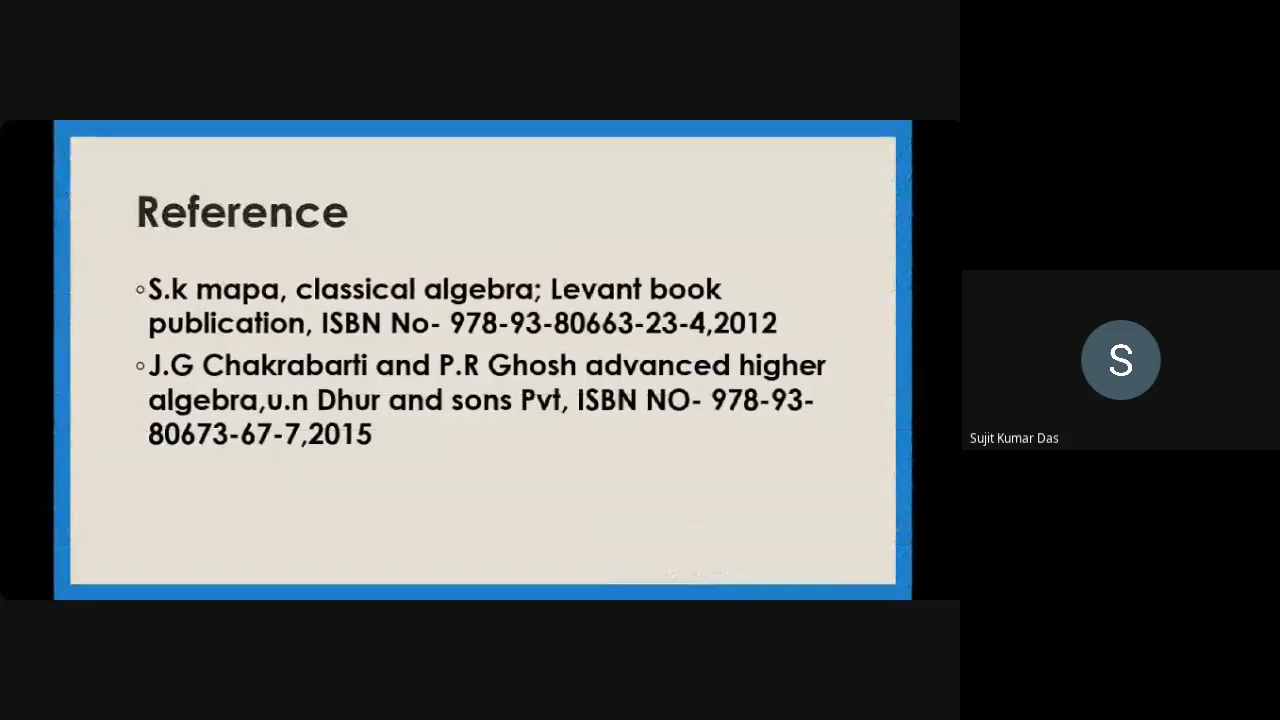 Reference
◦S.k mapa, classical algebra; Levant book
publication, ISBN No- 978-93-80663-23-4,2012
◦J.G Chakrabarti and P.R Ghosh advanced higher
algebra,u.n Dhur and sons Pvt, ISBN NO- 978-93-
80673-67-7,2015
S
Sujit Kumar Das